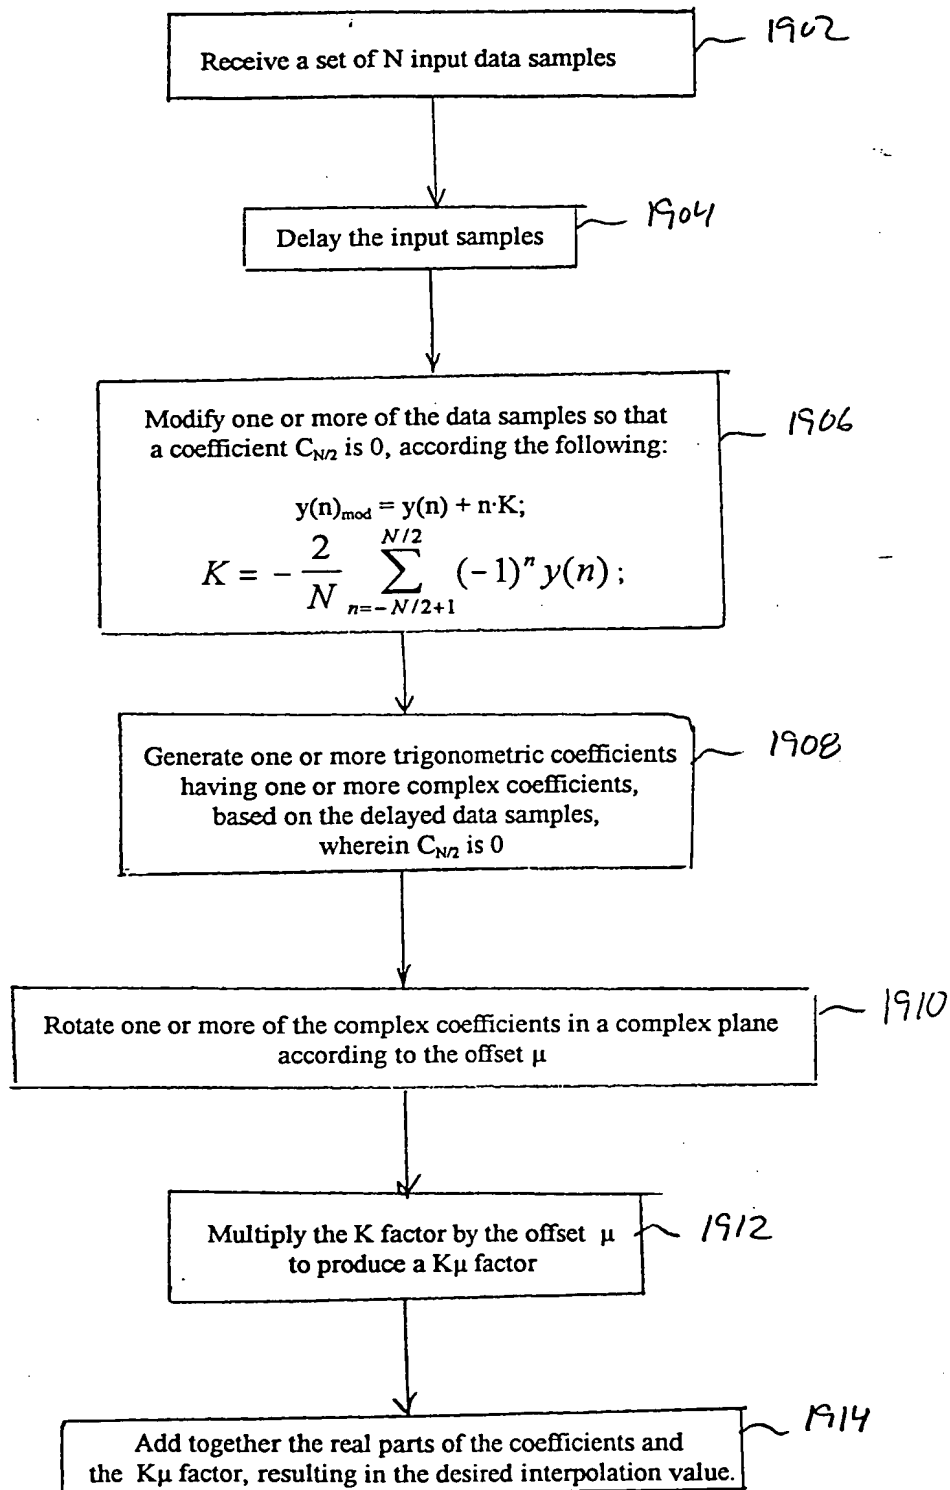 Receive a set of N input data samples
1902
Delay the input samples
1904
Modify one or more of the data samples so that
a coefficient C_{N/2} is 0, according the following:
y(n)_{mod} = y(n) + n·K;
K = - \frac{2}{N} \sum_{n=-N/2+1}^{N/2} (-1)^n y(n) ;
1906
Generate one or more trigonometric coefficients
having one or more complex coefficients,
based on the delayed data samples,
wherein C_{N/2} is 0
1908
Rotate one or more of the complex coefficients in a complex plane
according to the offset μ
1910
Multiply the K factor by the offset μ
to produce a Kμ factor
1912
Add together the real parts of the coefficients and
the Kμ factor, resulting in the desired interpolation value.
1914